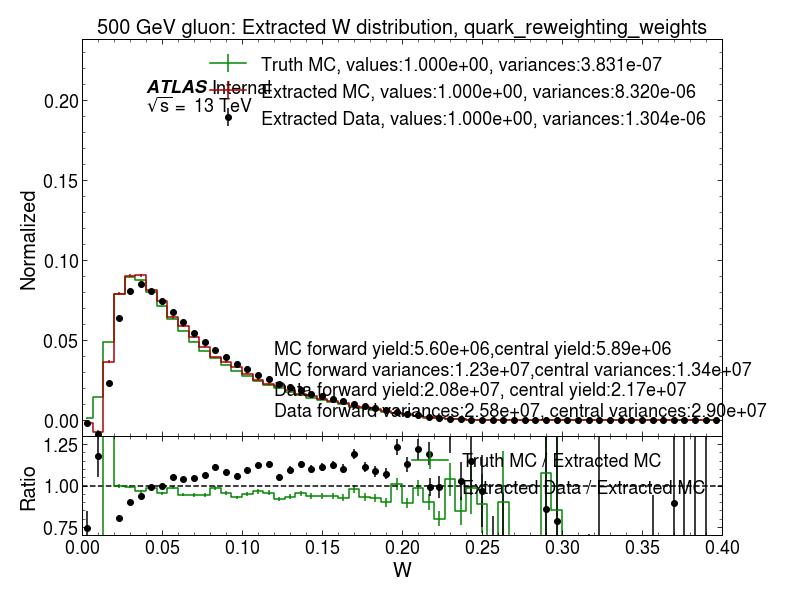 500 GeV gluon: Extracted W distribution, quark_reweighting_weights
Truth MC, values:1.000e+00, variances:3.831e-07
ATLAS Internal
Extracted MC, values:1.000e+00, variances:8.320e-06
√s = 13 TeV
Extracted Data, values:1.000e+00, variances:1.304e-06
Normalized
0.20
0.15
0.10
0.05
0.00
MC forward yield:5.60e+06,central yield:5.89e+06
MC forward variances:1.23e+07,central variances:1.34e+07
Data forward yield:2.08e+07, central yield:2.17e+07
Data forward variances:2.58e+07, central variances:2.90e+07
Ratio
1.25
1.00
0.75
Truth MC / Extracted MC
Extracted Data / Extracted MC
0.00 0.05 0.10 0.15 0.20 0.25 0.30 0.35 0.40
W